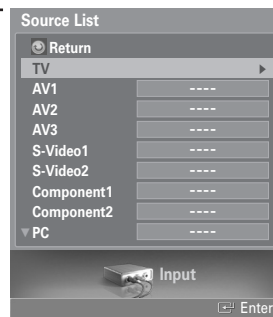 Source List
Return
TV
AV1 ----
AV2 ----
AV3 ----
S-Video1 ----
S-Video2 ----
Component1 ----
Component2 ----
PC ----
Input
Enter